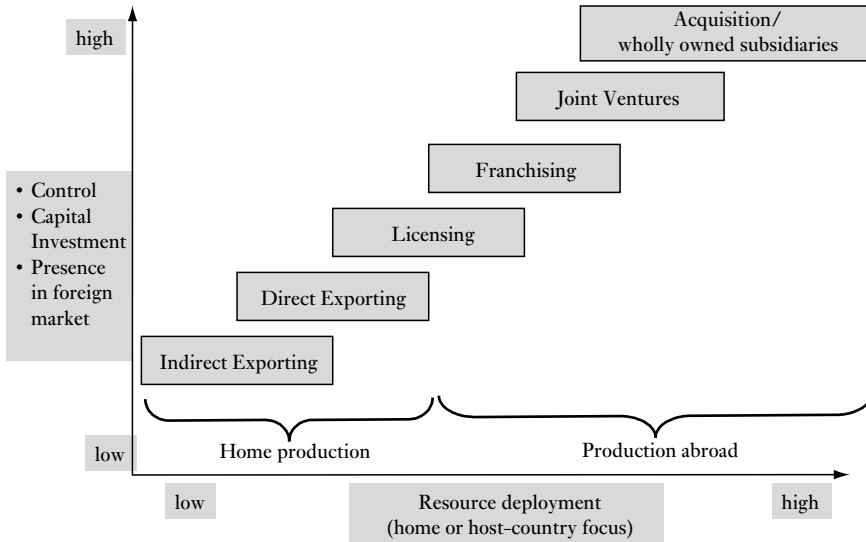 high
Acquisition/
wholly owned subsidiaries
Joint Ventures
Franchising
• Control
• Capital
Investment
• Presence
in foreign
market
Licensing
Direct Exporting
Indirect Exporting
Home production
Production abroad
low
low
Resource deployment
(home or host-country focus)
high